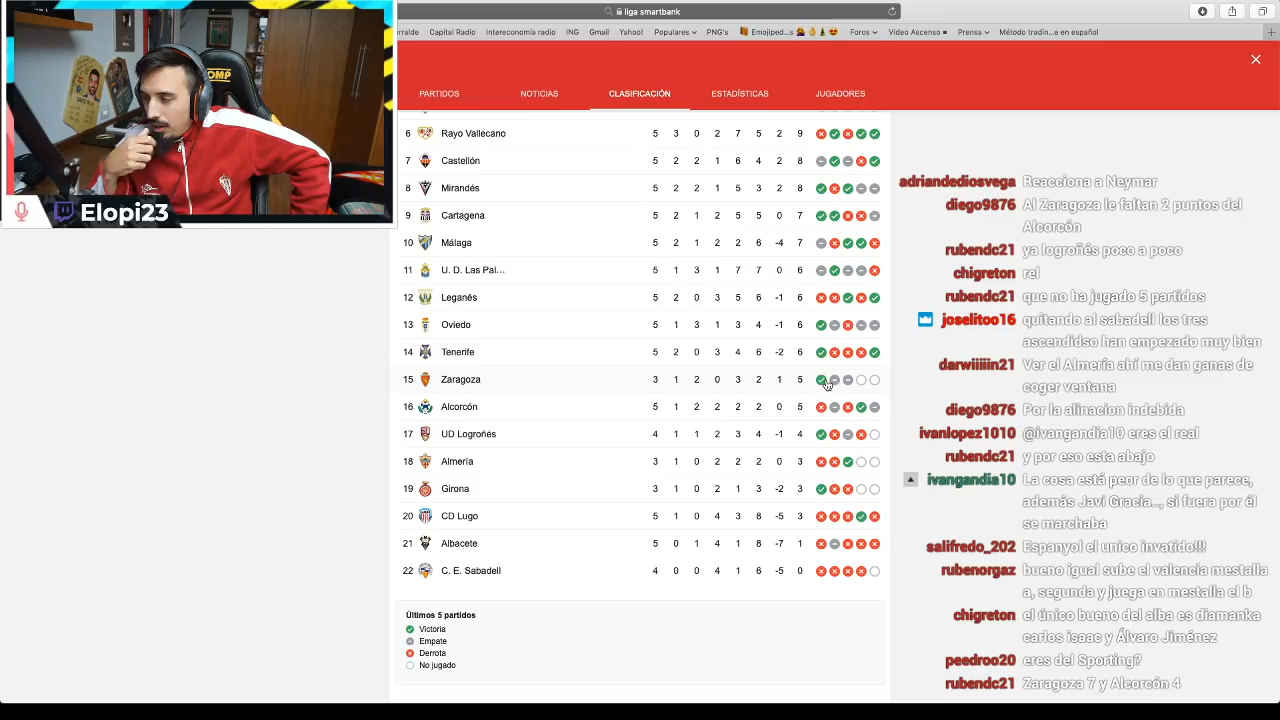 liga smartbank
erraide Capital Radio Intereconomía radio ING Gmail Yahoo! Populares PNG's Emojiped... Foros Vídeo Ascenso Prensa Método tradin...e en español
PARTIDOS NOTICIAS CLASIFICACIÓN ESTADÍSTICAS JUGADORES
6 Rayo Vallecano 5 3 0 2 7 5 2 9
7 Castellón 5 2 2 1 6 4 2 8
8 Mirandés 5 2 2 1 5 3 2 8
9 Cartagena 5 2 1 2 5 5 0 7
10 Málaga 5 2 1 2 2 6 -4 7
11 U. D. Las Pal... 5 1 3 1 7 7 0 6
12 Leganés 5 2 0 3 5 6 -1 6
13 Oviedo 5 1 3 1 3 4 -1 6
14 Tenerife 5 2 0 3 4 6 -2 6
15 Zaragoza 3 1 2 0 3 2 1 5
16 Alcorcón 5 1 2 2 2 2 0 5
17 UD Logroñés 4 1 1 2 3 4 -1 4
18 Almería 3 1 0 2 2 2 0 3
19 Girona 3 1 0 2 1 3 -2 3
20 CD Lugo 5 1 0 4 3 8 -5 3
21 Albacete 5 0 1 4 1 8 -7 1
22 C. E. Sabadell 4 0 0 4 1 6 -5 0
Últimos 5 partidos
Victoria
Empate
Derrota
No jugado
OMP
Elopi23
adriandediosvega Reacciona a Neymar
diego9876 Al Zaragoza le faltan 2 puntos del
Alcorcón
rubendc21 ya logroñés poco a poco
chigreton rel
rubendc21 que no ha jugado 5 partidos
joselitoo16 quitando al sabadell los tres
ascendidso han empezado muy bien
darwiiiiin21 Ver el Almería ahí me dan ganas de
coger ventana
diego9876 Por la alinacion indebida
ivanlopez1010 @ivangandia10 eres el real
rubendc21 y por eso esta abajo
ivangandia10 La cosa está peor de lo que parece,
además Javi Gracia.., si fuera por él
se marchaba
salifredo_202 Espanyol el unico invatido!!!
rubenorgaz bueno igual sube el valencia mestalla
a, segunda y juega en mestalla el b
chigreton el único bueno del alba es diamanka
carlos isaac y Álvaro Jiménez
peedroo20 eres del Sporting?
rubendc21 Zaragoza 7 y Alcorcón 4